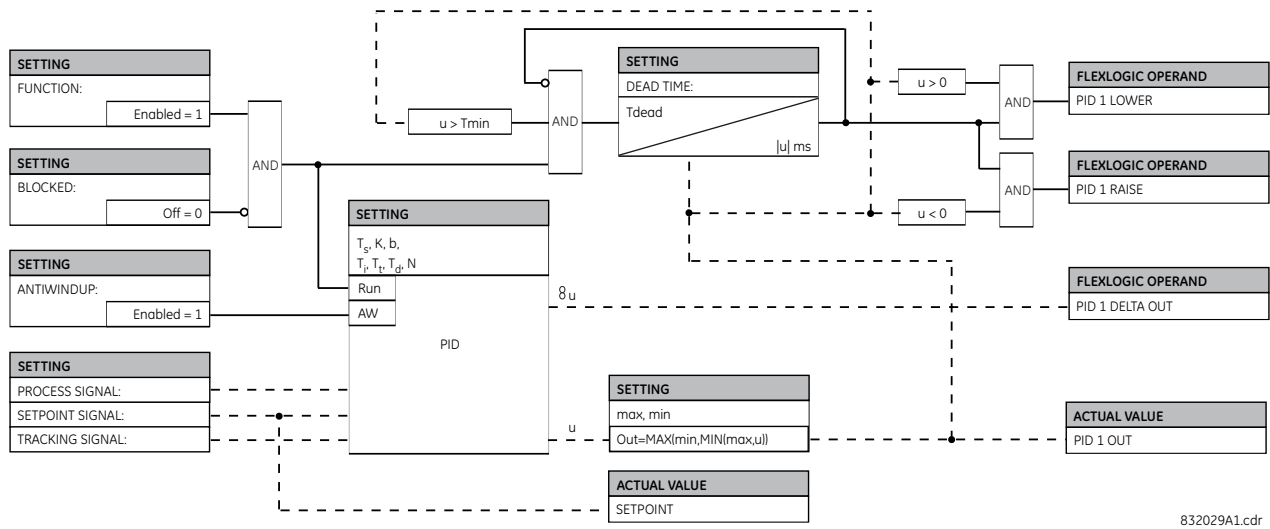 SETTING
FUNCTION:
Enabled = 1
SETTING
BLOCKED:
Off = 0
SETTING
ANTIWINDUP:
Enabled = 1
SETTING
PROCESS SIGNAL:
SETPOINT SIGNAL:
TRACKING SIGNAL:
AND
u > Tmin
AND
SETTING
DEAD TIME:
Tdead
|u| ms
SETTING
Ts, K, b,
Ti, Tt, Td, N
Run
AW
PID
8 u
u
SETTING
max, min
Out=MAX(min,MIN(max,u))
ACTUAL VALUE
SETPOINT
u > 0
AND
u < 0
AND
FLEXLOGIC OPERAND
PID 1 LOWER
FLEXLOGIC OPERAND
PID 1 RAISE
FLEXLOGIC OPERAND
PID 1 DELTA OUT
ACTUAL VALUE
PID 1 OUT
832029A1.cdr